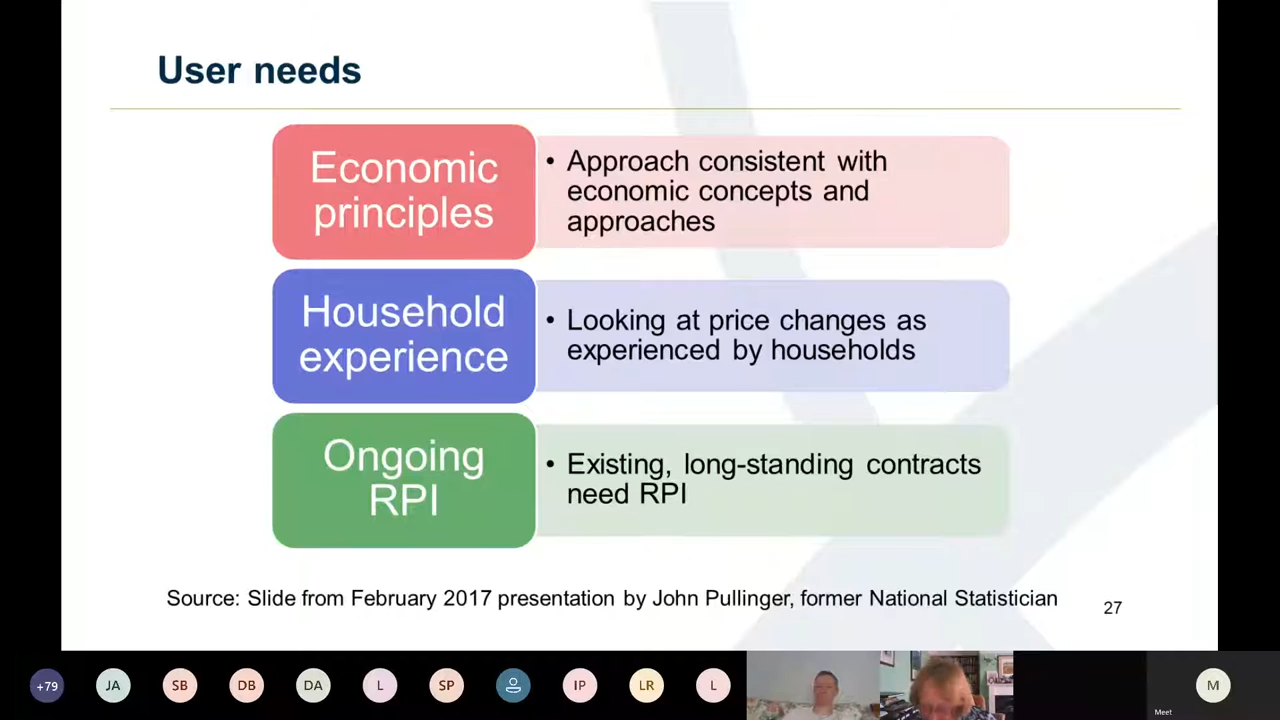 User needs
Economic
principles
• Approach consistent with
economic concepts and
approaches
Household
experience
• Looking at price changes as
experienced by households
Ongoing
RPI
• Existing, long-standing contracts
need RPI
Source: Slide from February 2017 presentation by John Pullinger, former National Statistician
27
+79
JA
SB
DB
DA
L
SP
IP
LR
L
M
Meet